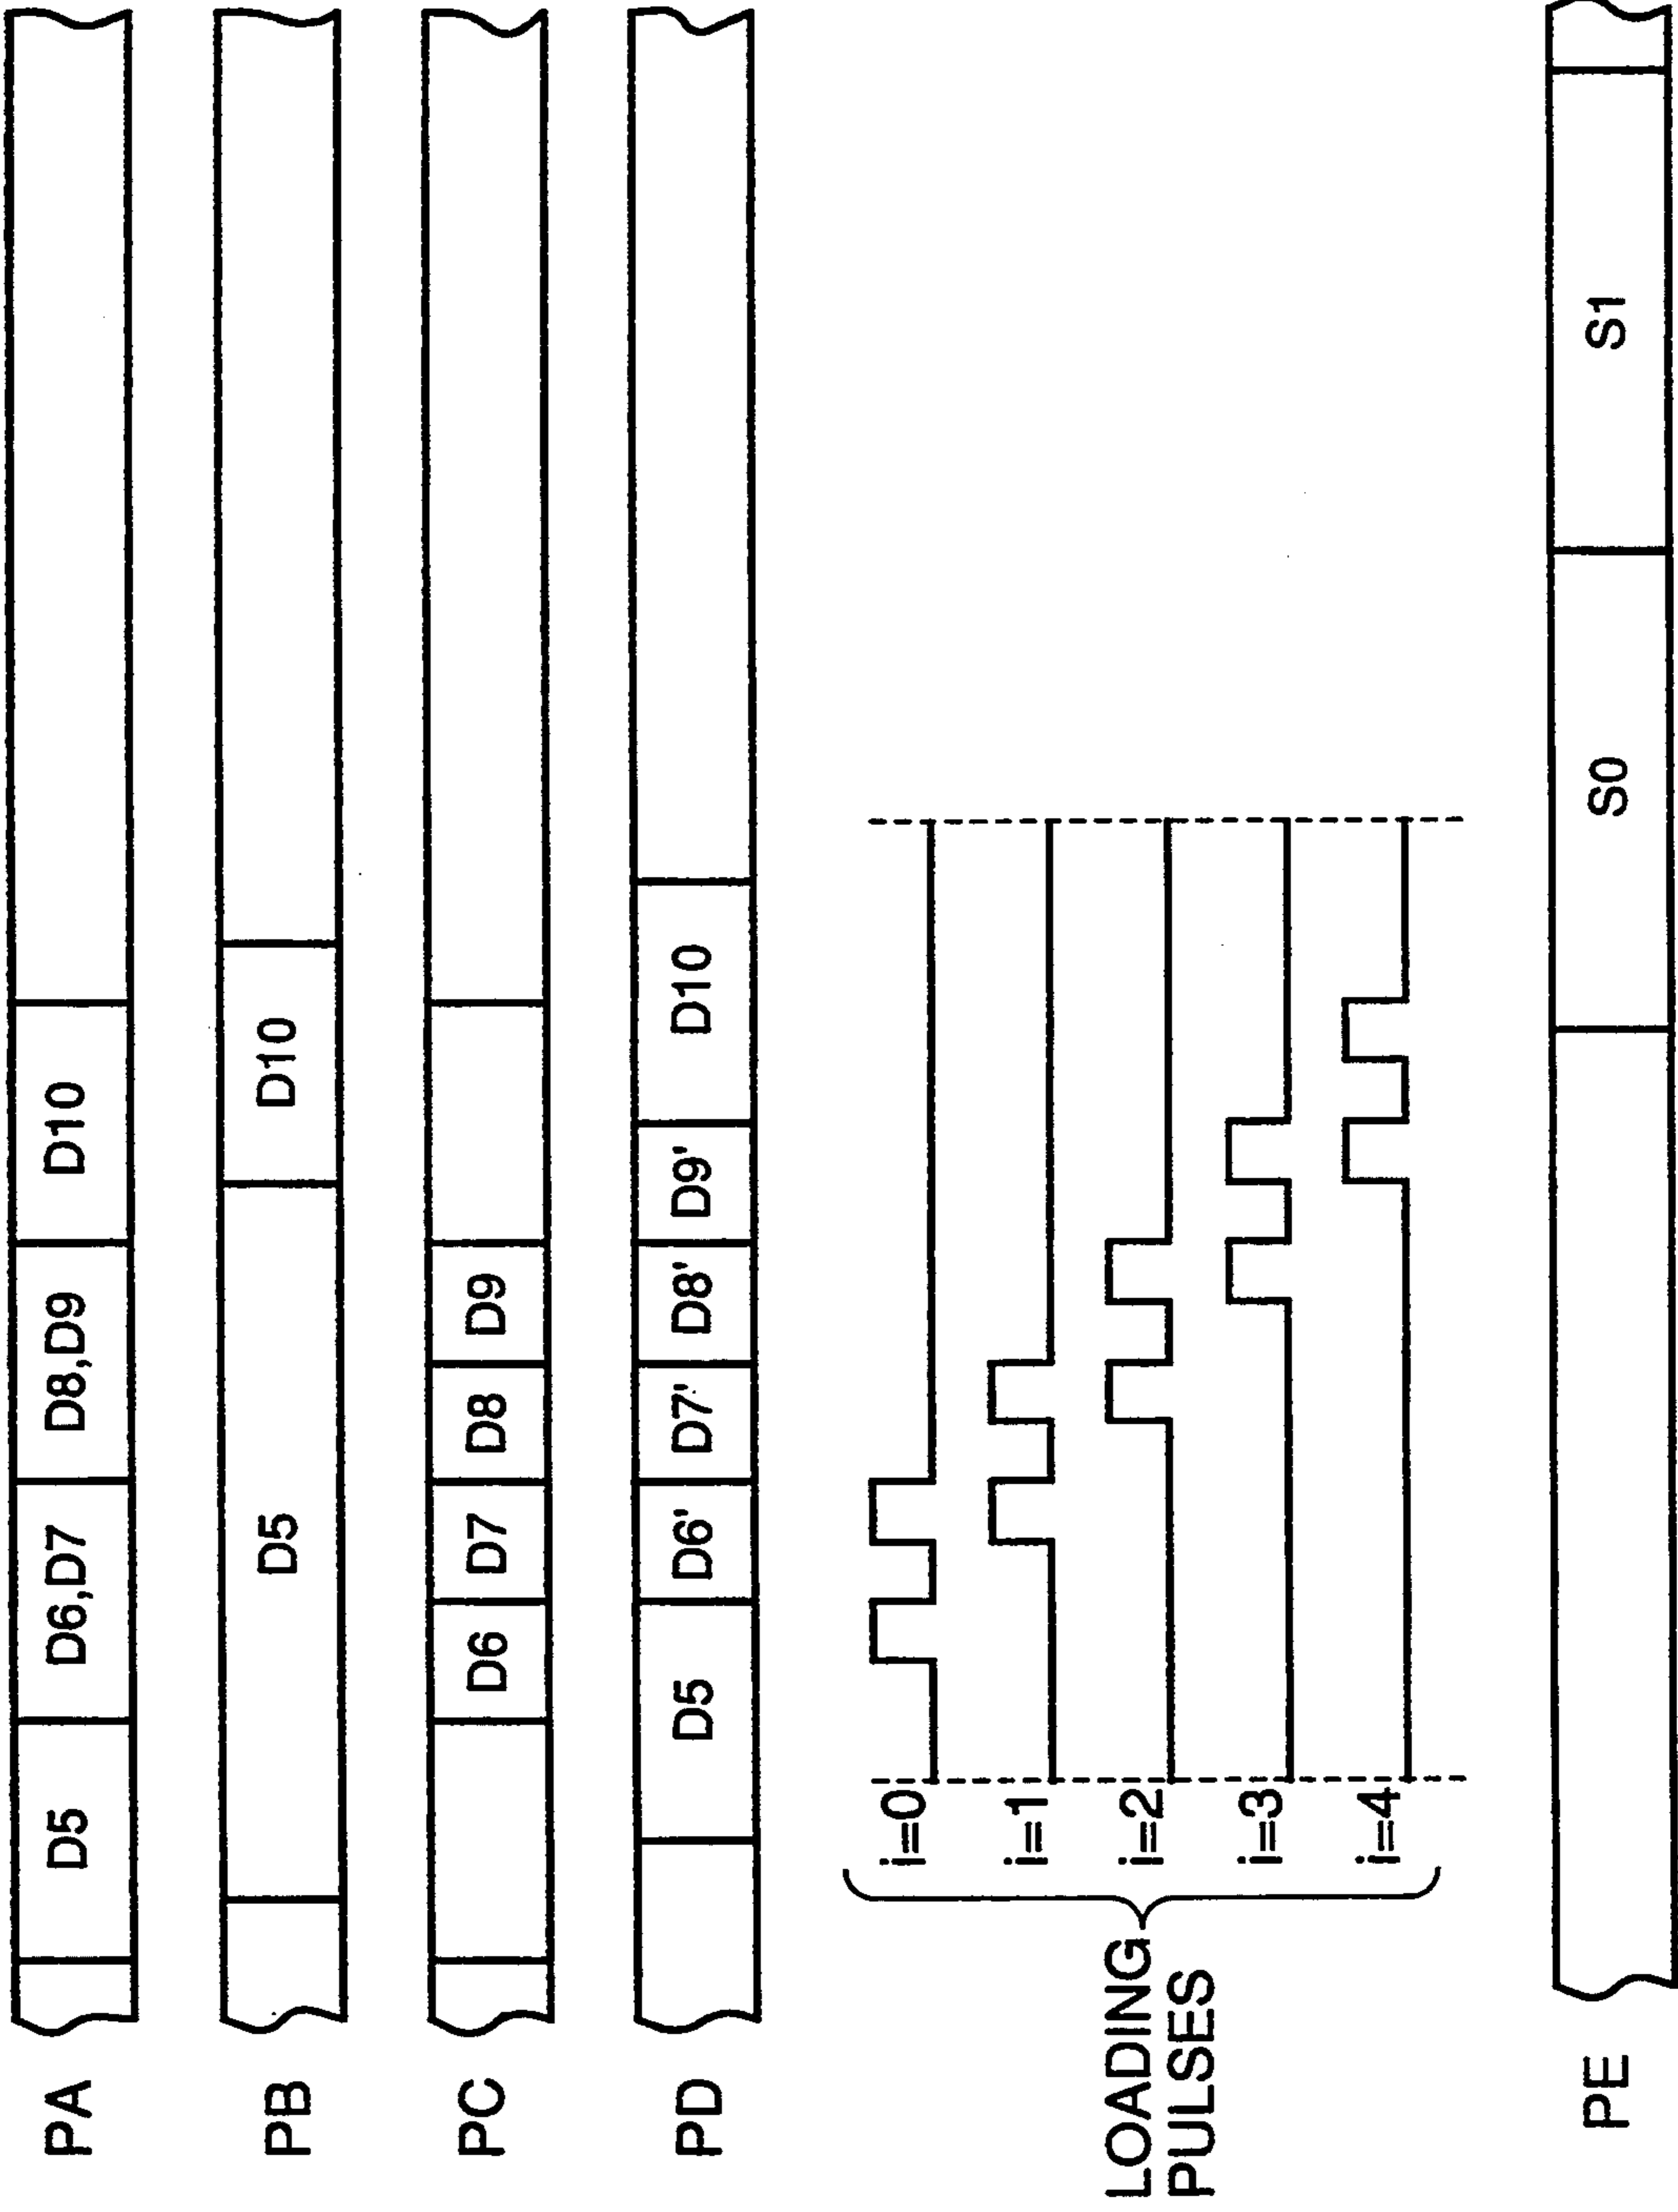 PA D5 D6,D7 D8,D9 D10
PB D5 D10
PC D6 D7 D8 D9
PD D5 D6' D7' D8' D9' D10
LOADING
PULSES
i=0
i=1
i=2
i=3
i=4
PE S0 S1